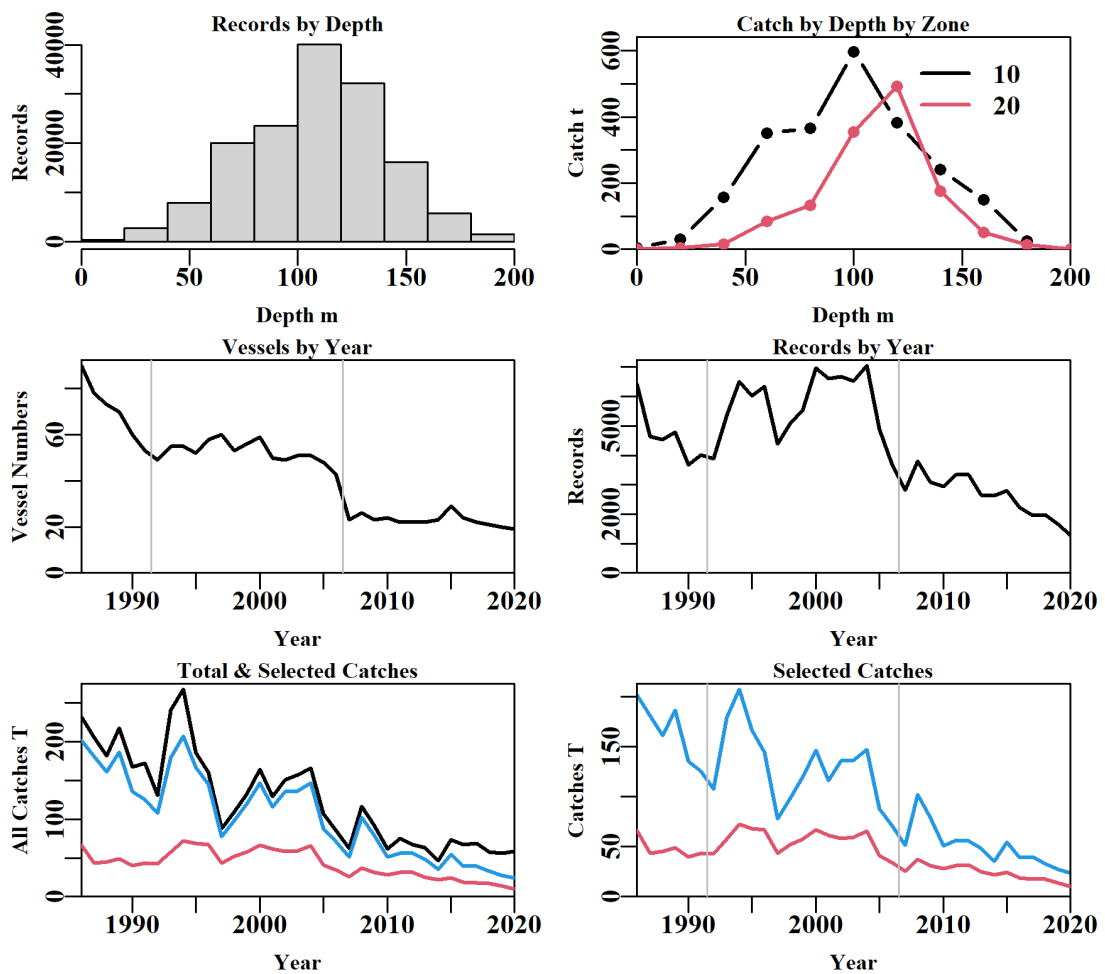 Records by Depth
Records
0
20000
40000
0 50 100 150 200
Depth m
Catch by Depth by Zone
Catch t
0
200
400
600
10
20
0 50 100 150 200
Depth m
Vessels by Year
Vessel Numbers
0
20
60
1990 2000 2010 2020
Year
Records by Year
Records
0
2000
5000
1990 2000 2010 2020
Year
Total & Selected Catches
All Catches T
0
100
200
1990 2000 2010 2020
Year
Selected Catches
Catches T
0
50
150
1990 2000 2010 2020
Year